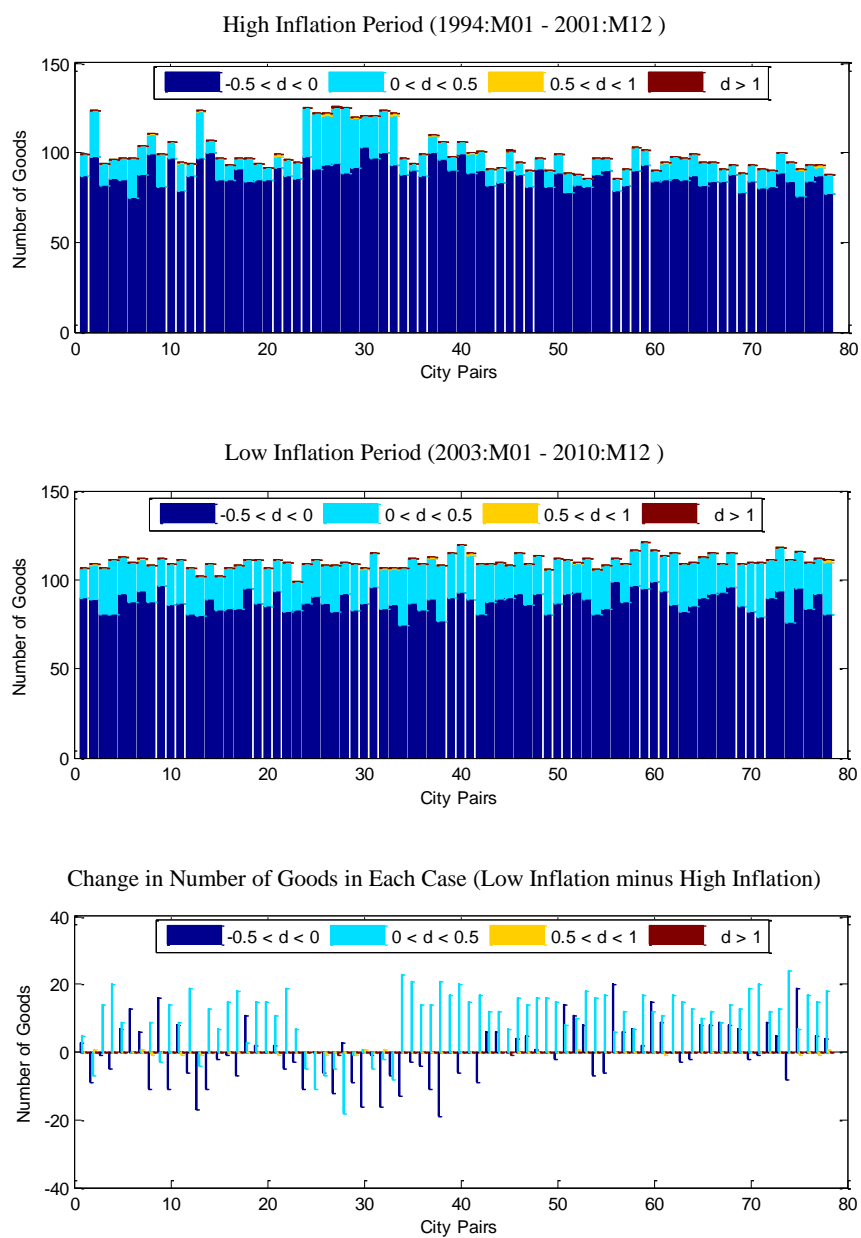 High Inflation Period (1994:M01 - 2001:M12 )
150
100
50
0
Number of Goods
-0.5 < d < 0 0 < d < 0.5 0.5 < d < 1 d > 1
0 10 20 30 40 50 60 70 80
City Pairs
Low Inflation Period (2003:M01 - 2010:M12 )
150
100
50
0
Number of Goods
-0.5 < d < 0 0 < d < 0.5 0.5 < d < 1 d > 1
0 10 20 30 40 50 60 70 80
City Pairs
Change in Number of Goods in Each Case (Low Inflation minus High Inflation)
40
20
0
-20
-40
Number of Goods
-0.5 < d < 0 0 < d < 0.5 0.5 < d < 1 d > 1
0 10 20 30 40 50 60 70 80
City Pairs